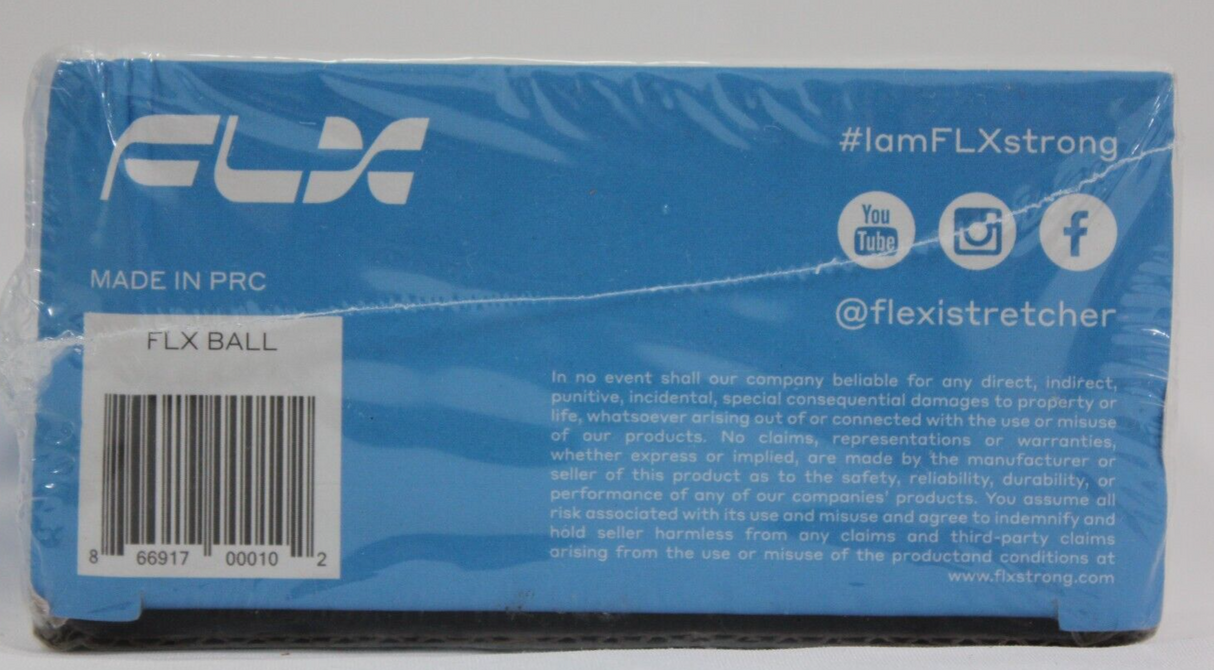 FLX
#IamFLXstrong
You
Tube
f
MADE IN PRC
@flexistretcher
FLX BALL
In no event shall our company beliable for any direct, indirect,
punitive, incidental, special consequential damages to property or
life, whatsoever arising out of or connected with the use or misuse
of our products. No claims, representations or warranties,
whether express or implied, are made by the manufacturer or
seller of this product as to the safety, reliability, durability, or
performance of any of our companies' products. You assume all
risk associated with its use and misuse and agree to indemnify and
hold seller harmless from any claims and third-party claims
arising from the use or misuse of the productand conditions at
www.flxstrong.com
8 66917 00010 2